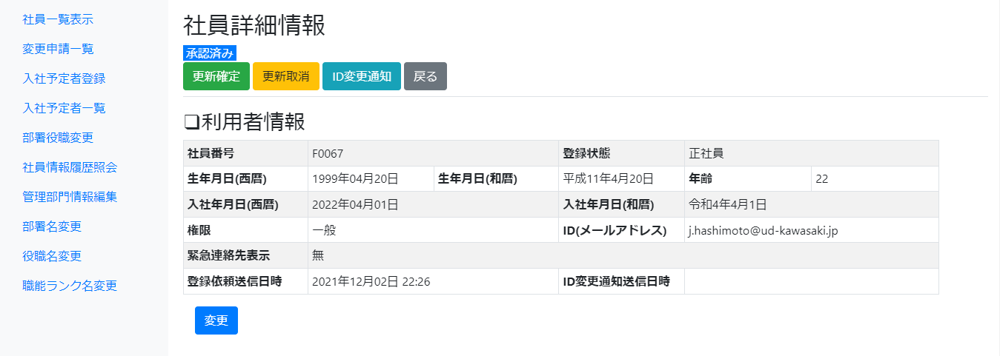 社員一覧表示
変更申請一覧
入社予定者登録
入社予定者一覧
部署役職変更
社員情報履歴照会
管理部門情報編集
部署名変更
役職名変更
職能ランク名変更
社員詳細情報
承認済み
更新確定 更新取消 ID変更通知 戻る
❏利用者情報
社員番号 F0067 登録状態 正社員
生年月日(西暦) 1999年04月20日 生年月日(和暦) 平成11年4月20日 年齢 22
入社年月日(西暦) 2022年04月01日 入社年月日(和暦) 令和4年4月1日
権限 一般 ID(メールアドレス) j.hashimoto@ud-kawasaki.jp
緊急連絡先表示 無
登録依頼送信日時 2021年12月02日 22:26 ID変更通知送信日時
変更